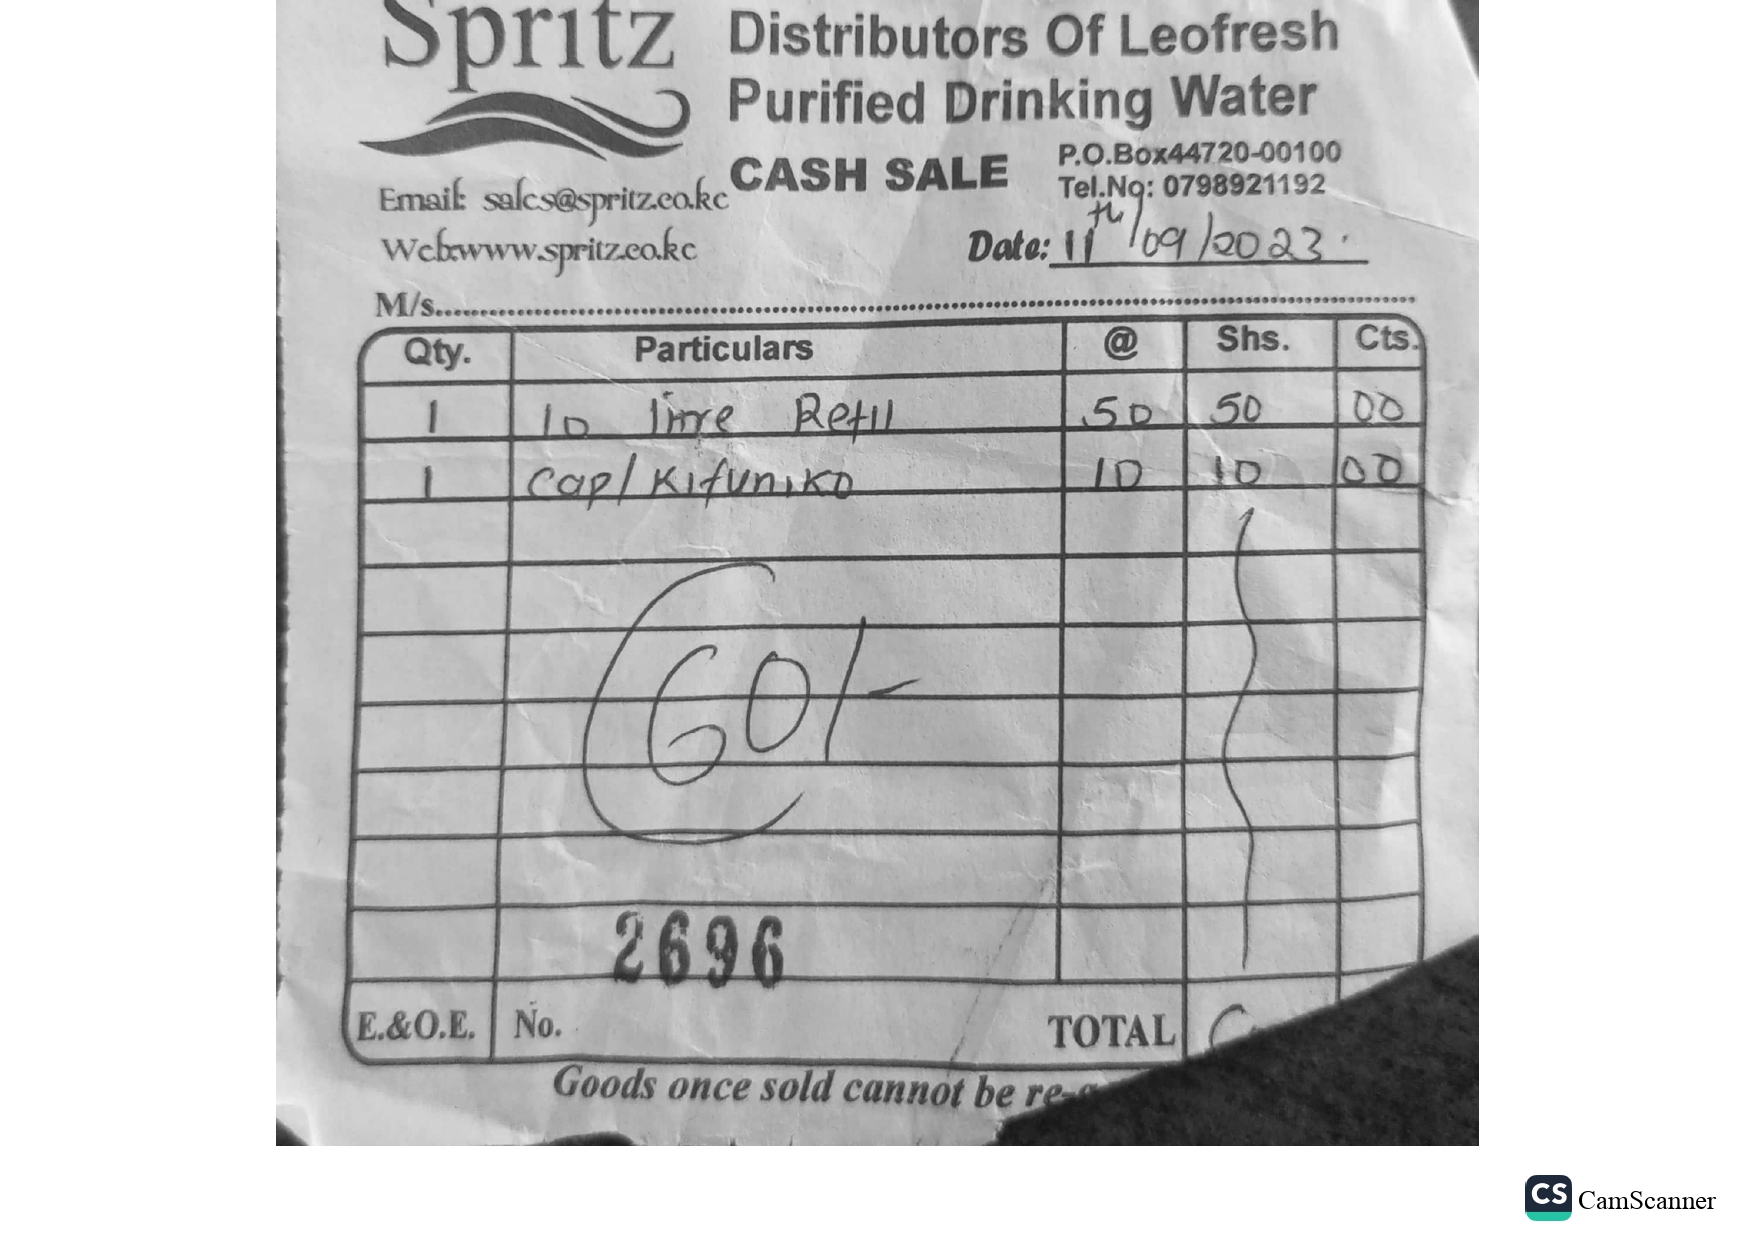 Spritz
Distributors Of Leofresh
Purified Drinking Water
CASH SALE
P.O.Box44720-00100
Tel.No: 0798921192
Email: sales@spritz.co.ke
Web:www.spritz.co.ke
Date: 11th/09/2023.
M/s.
Qty. Particulars @ Shs. Cts.
1 10 litre Refill 50 50 00
1 Cap/Kifuniko 10 10 00
60/-
2696
E.&O.E. No. TOTAL
Goods once sold cannot be re-
CS CamScanner